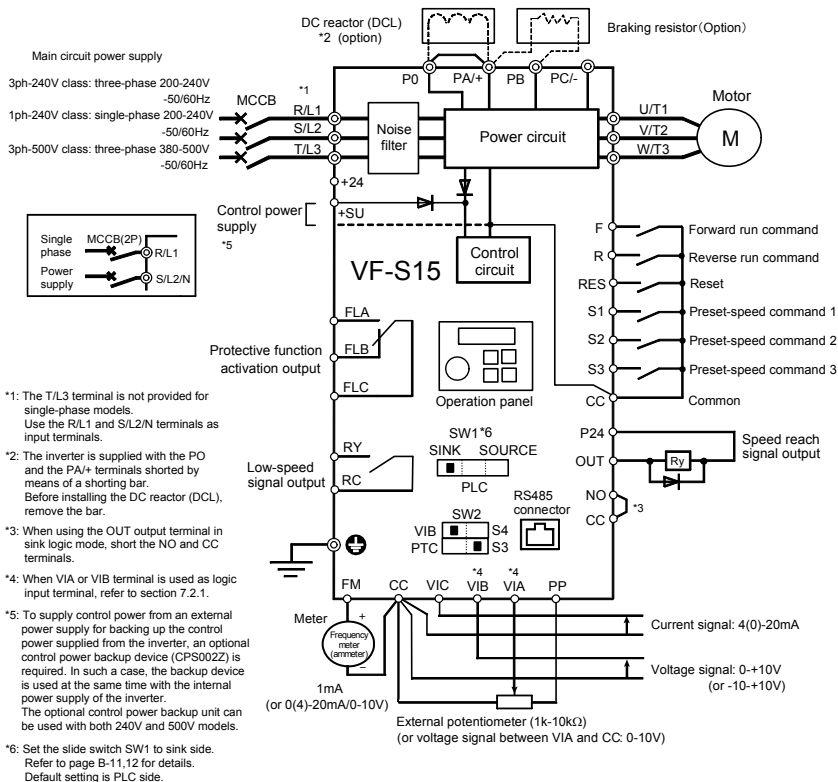 DC reactor (DCL)
*2 (option)
Braking resistor (Option)
Main circuit power supply
P0 PA/+ PB PC/-
3ph-240V class: three-phase 200-240V
-50/60Hz
1ph-240V class: single-phase 200-240V
-50/60Hz
3ph-500V class: three-phase 380-500V
-50/60Hz
MCCB
*1
R/L1
S/L2
T/L3
Noise
filter
Power circuit
U/T1
V/T2
W/T3
Motor
M
+24
Control power
supply
*5
+SU
Control
circuit
Single
phase
Power
supply
MCCB(2P)
R/L1
S/L2/N
VF-S15
F Forward run command
R Reverse run command
RES Reset
S1 Preset-speed command 1
S2 Preset-speed command 2
S3 Preset-speed command 3
CC Common
FLA
FLB
FLC
Protective function
activation output
Operation panel
P24
OUT
Ry
Speed reach
signal output
NO
CC
*3
RY
RC
Low-speed
signal output
SW1*6
SINK SOURCE
PLC
SW2
VIB S4
PTC S3
RS485
connector
FM CC VIC VIB VIA PP
*4 *4
Meter
+
Frequency
meter
(ammeter)
−
1mA
(or 0(4)-20mA/0-10V)
Current signal: 4(0)-20mA
Voltage signal: 0-+10V
(or -10-+10V)
External potentiometer (1k-10kΩ)
(or voltage signal between VIA and CC: 0-10V)
*1: The T/L3 terminal is not provided for
single-phase models.
Use the R/L1 and S/L2/N terminals as
input terminals.
*2: The inverter is supplied with the PO
and the PA/+ terminals shorted by
means of a shorting bar.
Before installing the DC reactor (DCL),
remove the bar.
*3: When using the OUT output terminal in
sink logic mode, short the NO and CC
terminals.
*4: When VIA or VIB terminal is used as logic
input terminal, refer to section 7.2.1.
*5: To supply control power from an external
power supply for backing up the control
power supplied from the inverter, an optional
control power backup device (CPS002Z) is
required. In such a case, the backup device
is used at the same time with the internal
power supply of the inverter.
The optional control power backup unit can
be used with both 240V and 500V models.
*6: Set the slide switch SW1 to sink side.
Refer to page B-11,12 for details.
Default setting is PLC side.